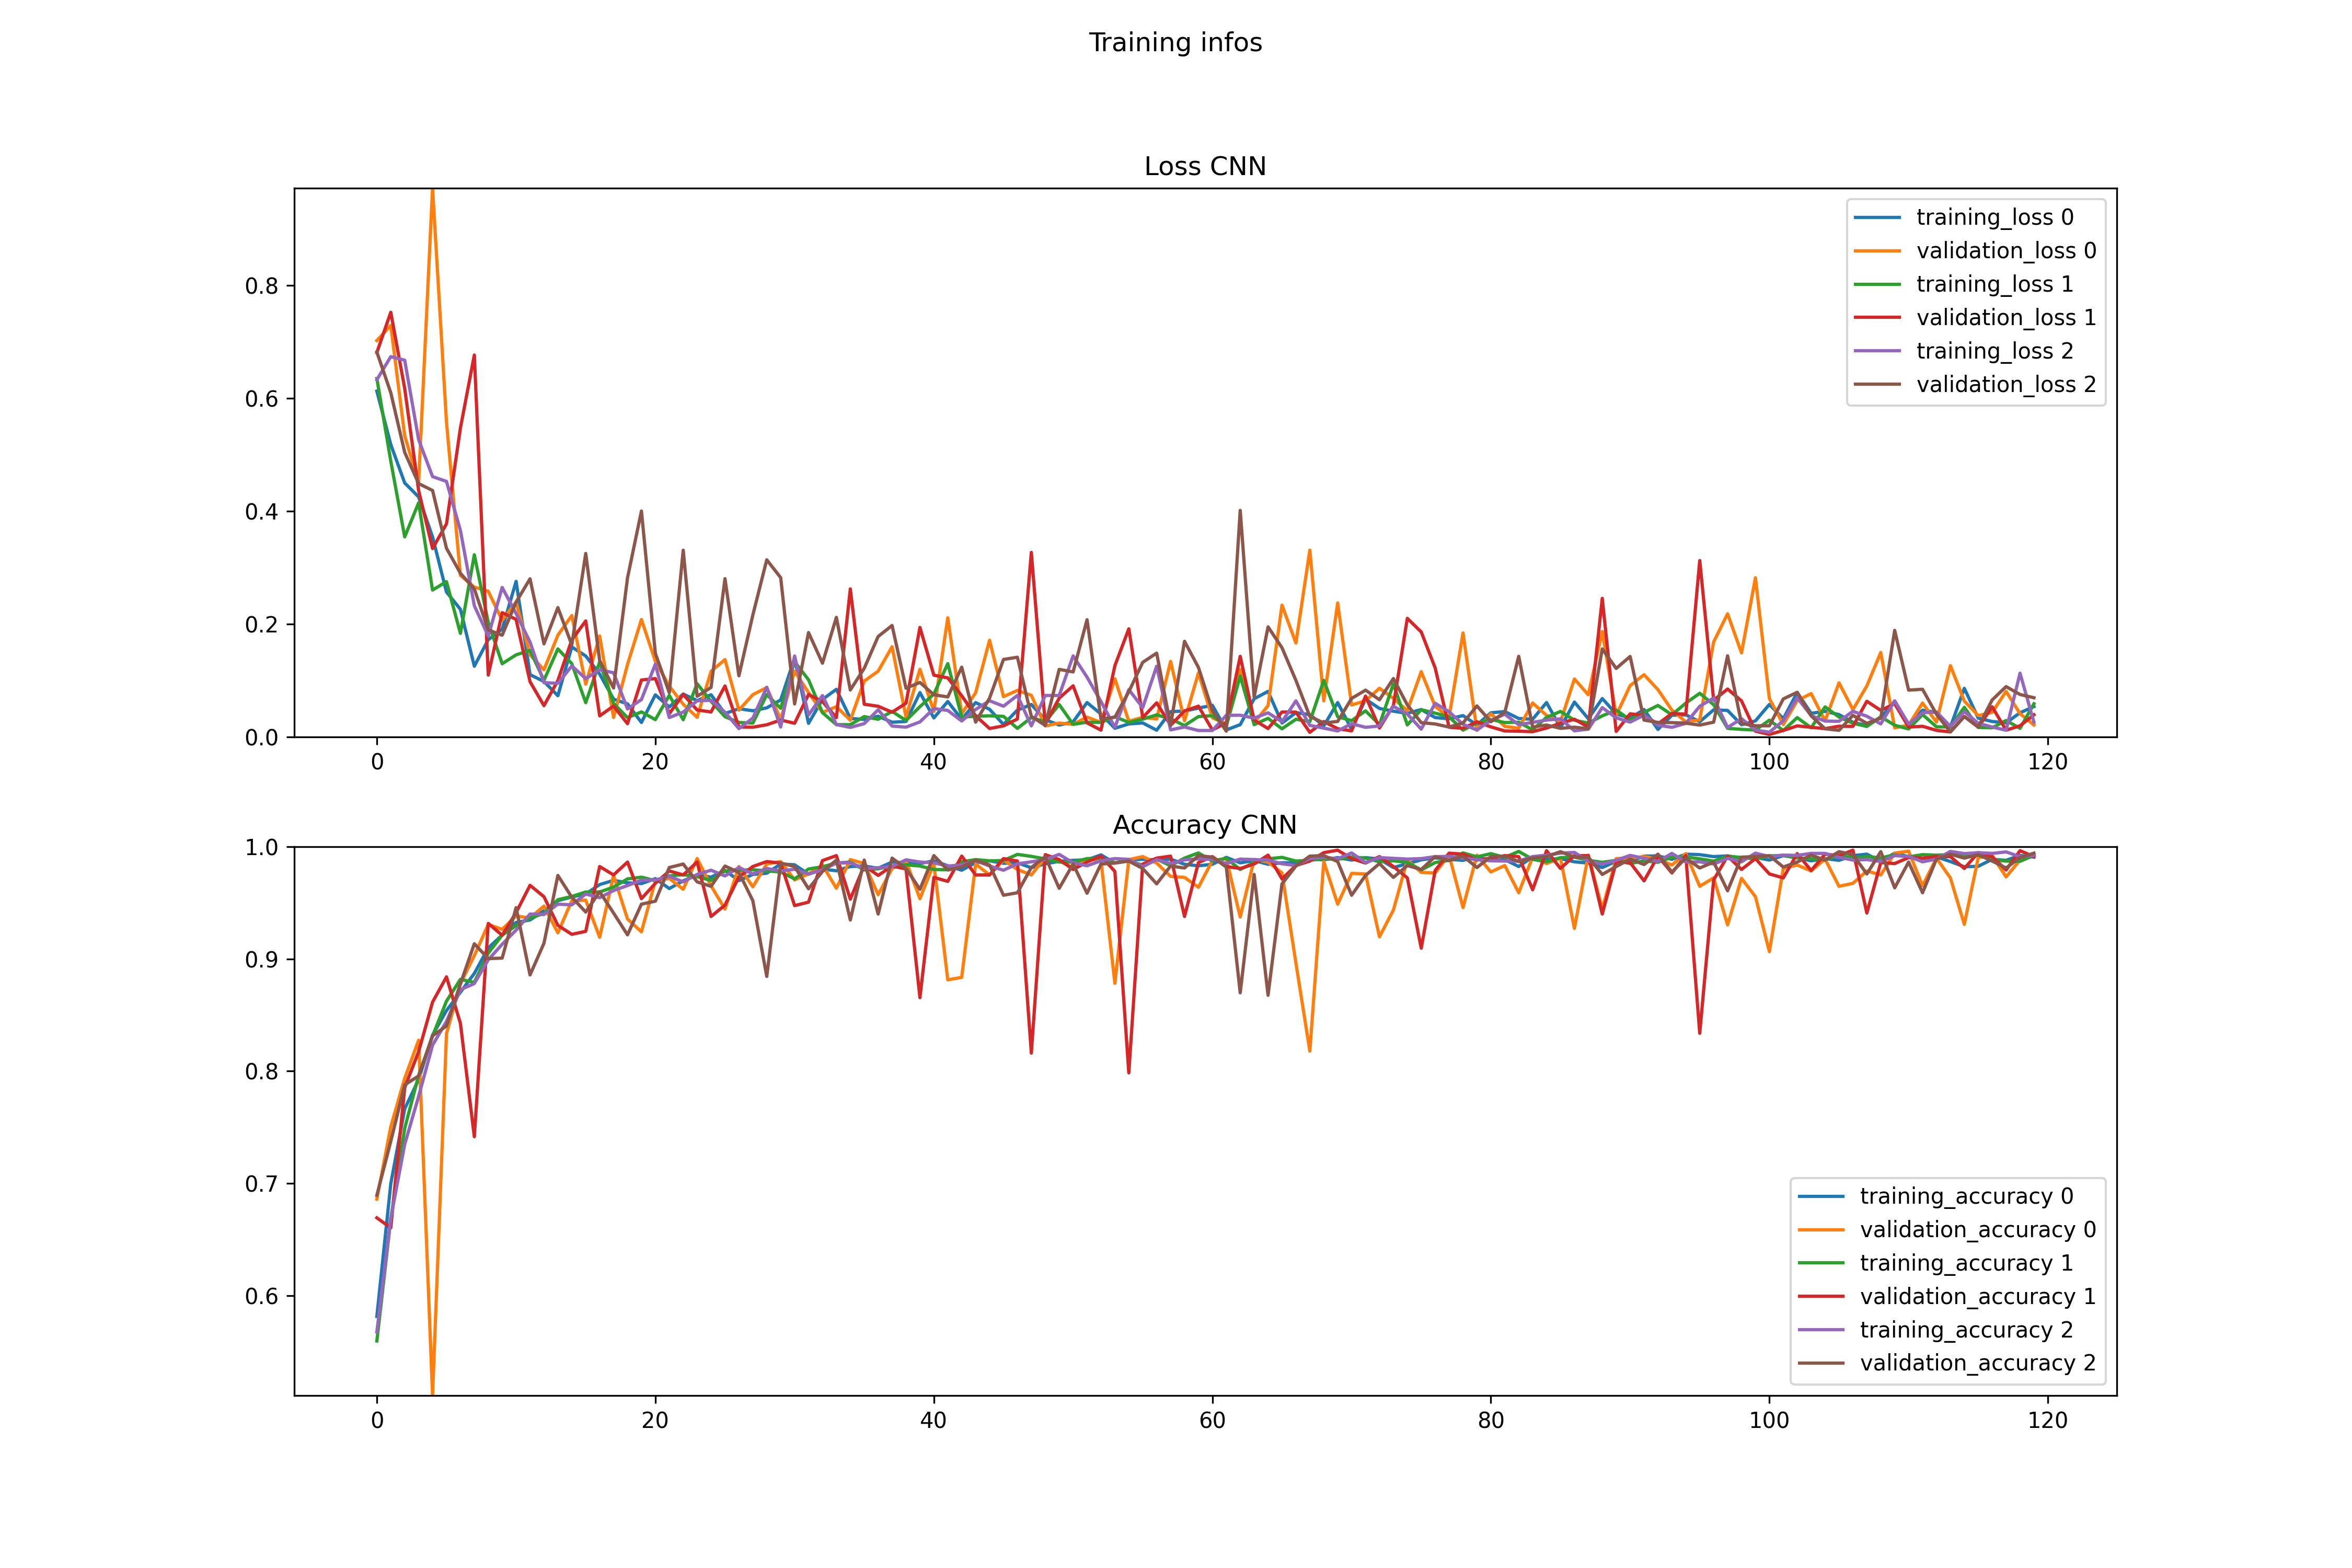 Training infos
Loss CNN
0.8
0.6
0.4
0.2
0.0
training_loss 0
validation_loss 0
training_loss 1
validation_loss 1
training_loss 2
validation_loss 2
0 20 40 60 80 100 120
Accuracy CNN
1.0
0.9
0.8
0.7
0.6
training_accuracy 0
validation_accuracy 0
training_accuracy 1
validation_accuracy 1
training_accuracy 2
validation_accuracy 2
0 20 40 60 80 100 120